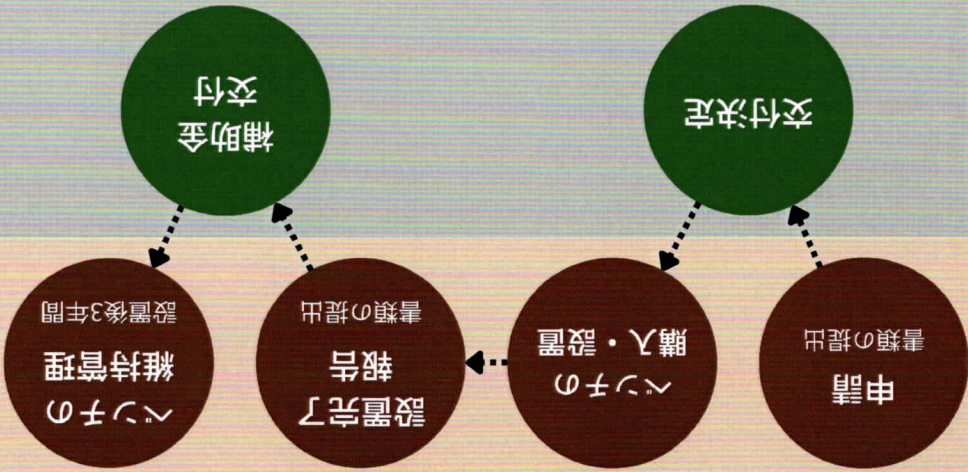 申請
書類の提出
ベンチの
購入・設置
設置完了
報告
書類の提出
ベンチの
維持管理
設置後3年間
交付決定
補助金
交付